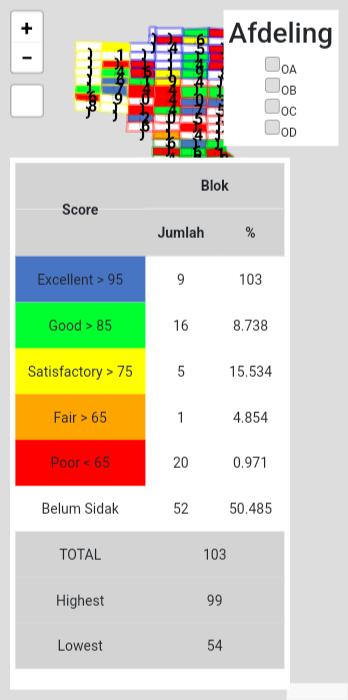 +
−
Afdeling
OA
OB
OC
OD
Score
Blok
Jumlah
%
Excellent > 95 9 103
Good > 85 16 8.738
Satisfactory > 75 5 15.534
Fair > 65 1 4.854
Poor < 65 20 0.971
Belum Sidak 52 50.485
TOTAL 103
Highest 99
Lowest 54